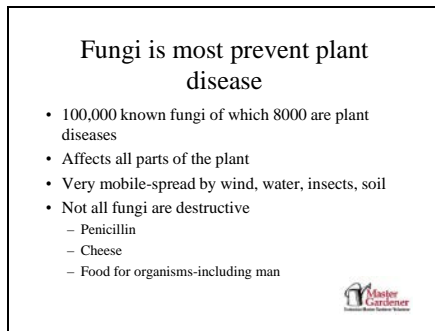 Fungi is most prevent plant
disease
• 100,000 known fungi of which 8000 are plant
diseases
• Affects all parts of the plant
• Very mobile-spread by wind, water, insects, soil
• Not all fungi are destructive
– Penicillin
– Cheese
– Food for organisms-including man
Master
Gardener